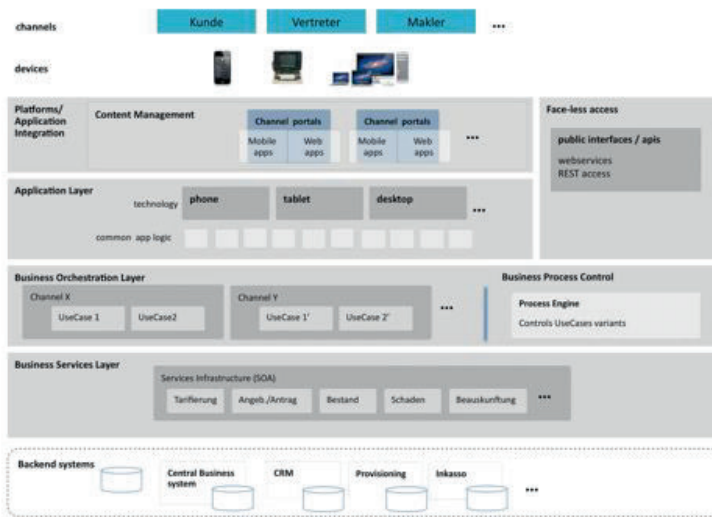 channels
Kunde
Vertreter
Makler
...
devices
Platforms/
Application
Integration
Content Management
Channel portals
Mobile
apps
Web
apps
Channel portals
Mobile
apps
Web
apps
...
Face-less access
public interfaces / apis
webservices
REST access
Application Layer
technology
phone
tablet
desktop
...
common app logic
Business Orchestration Layer
Channel X
UseCase 1
UseCase2
Channel Y
UseCase 1'
UseCase 2'
...
Business Process Control
Process Engine
Controls UseCases variants
Business Services Layer
Services Infrastructure (SOA)
Tarifierung
Angeb./Antrag
Bestand
Schaden
Beauskunftung
...
Backend systems
Central Business
system
CRM
Provisioning
Inkasso
...